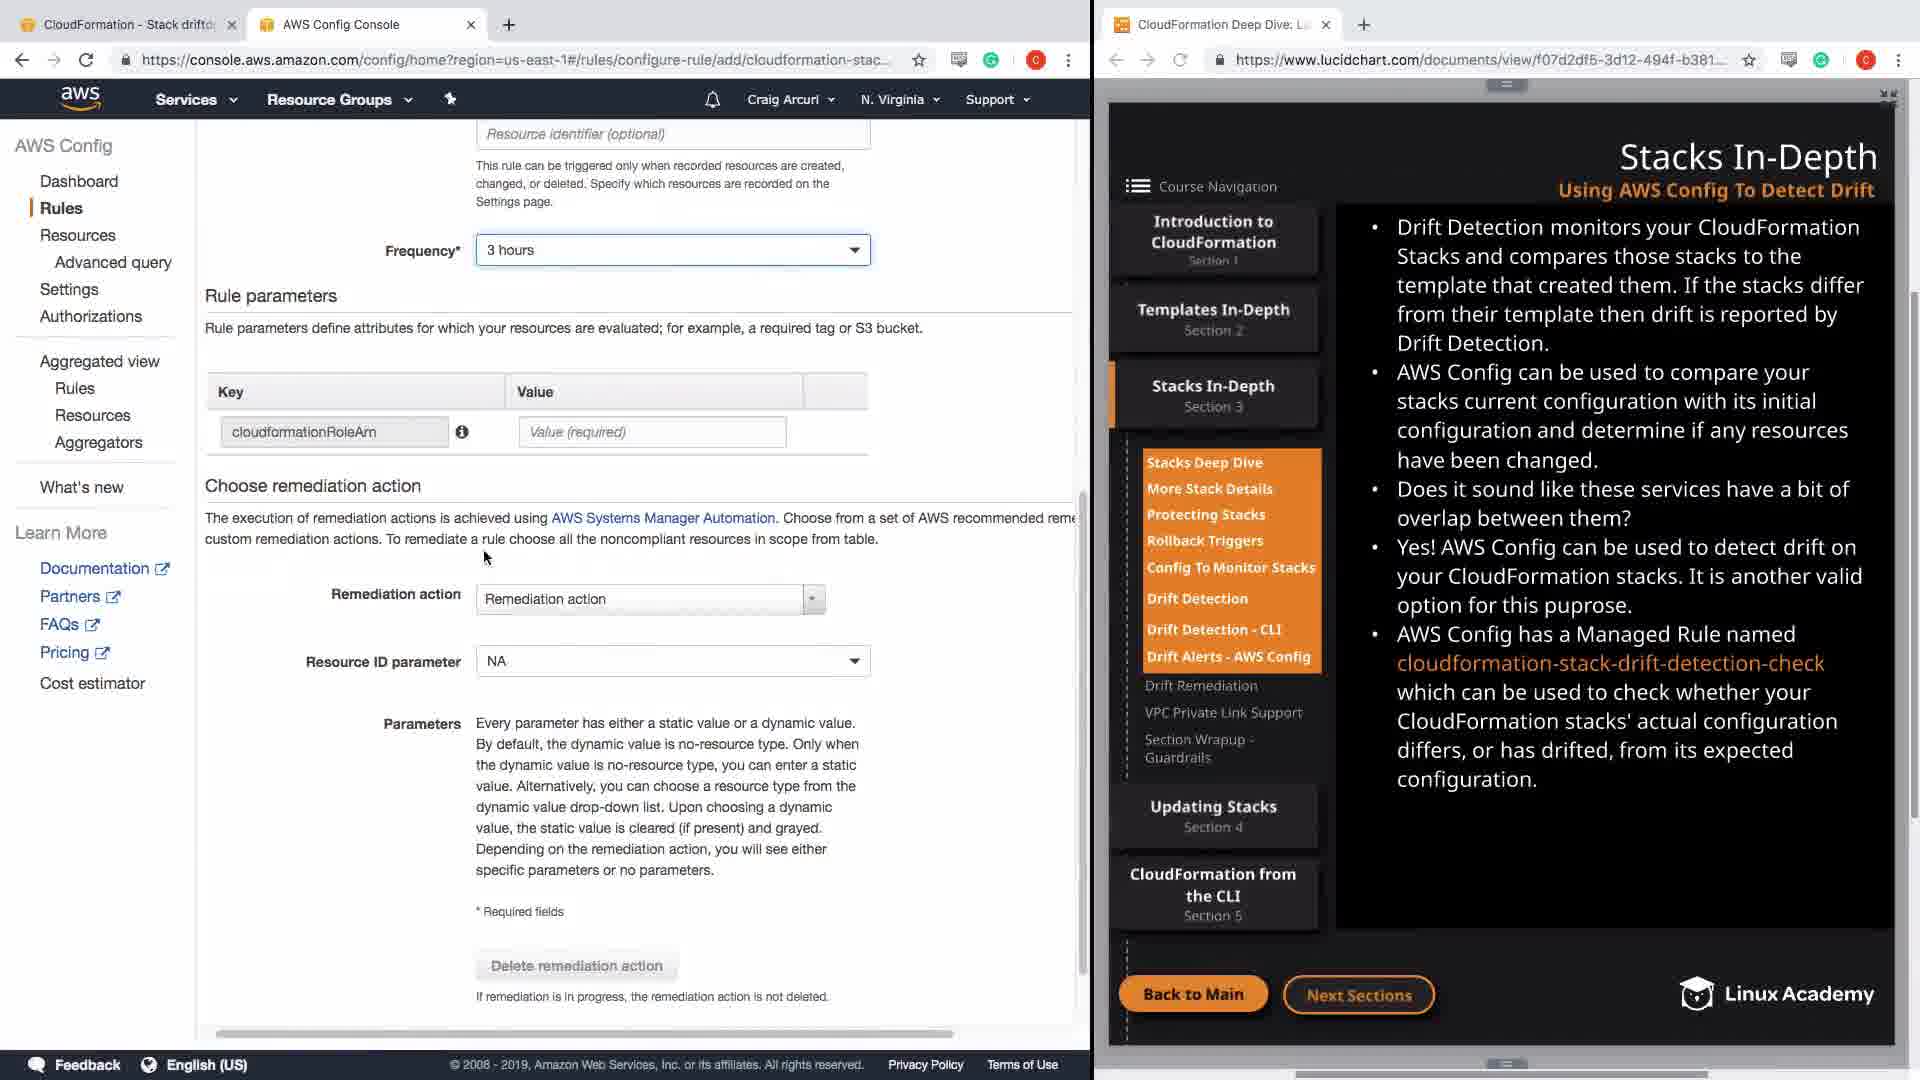 CloudFormation - Stack drift
AWS Config Console
https://console.aws.amazon.com/config/home?region=us-east-1#/rules/configure-rule/add/cloudformation-stac...
aws
Services
Resource Groups
Craig Arcuri
N. Virginia
Support
AWS Config
Dashboard
Rules
Resources
Advanced query
Settings
Authorizations
Aggregated view
Rules
Resources
Aggregators
What's new
Learn More
Documentation
Partners
FAQs
Pricing
Cost estimator
Resource identifier (optional)
This rule can be triggered only when recorded resources are created,
changed, or deleted. Specify which resources are recorded on the
Settings page.
Frequency*
3 hours
Rule parameters
Rule parameters define attributes for which your resources are evaluated; for example, a required tag or S3 bucket.
Key
Value
cloudformationRoleArn
Value (required)
Choose remediation action
The execution of remediation actions is achieved using AWS Systems Manager Automation. Choose from a set of AWS recommended reme
custom remediation actions. To remediate a rule choose all the noncompliant resources in scope from table.
Remediation action
Remediation action
Resource ID parameter
NA
Parameters
Every parameter has either a static value or a dynamic value.
By default, the dynamic value is no-resource type. Only when
the dynamic value is no-resource type, you can enter a static
value. Alternatively, you can choose a resource type from the
dynamic value drop-down list. Upon choosing a dynamic
value, the static value is cleared (if present) and grayed.
Depending on the remediation action, you will see either
specific parameters or no parameters.
* Required fields
Delete remediation action
If remediation is in progress, the remediation action is not deleted.
Feedback
English (US)
© 2008 - 2019, Amazon Web Services, Inc. or its affiliates. All rights reserved.
Privacy Policy
Terms of Use
CloudFormation Deep Dive: L
https://www.lucidchart.com/documents/view/f07d2df5-3d12-494f-b381...
C
C
Stacks In-Depth
Using AWS Config To Detect Drift
Course Navigation
Introduction to
CloudFormation
Section 1
Templates In-Depth
Section 2
Stacks In-Depth
Section 3
Stacks Deep Dive
More Stack Details
Protecting Stacks
Rollback Triggers
Config To Monitor Stacks
Drift Detection
Drift Detection - CLI
Drift Alerts - AWS Config
Drift Remediation
VPC Private Link Support
Section Wrapup -
Guardrails
Updating Stacks
Section 4
CloudFormation from
the CLI
Section 5
• Drift Detection monitors your CloudFormation
Stacks and compares those stacks to the
template that created them. If the stacks differ
from their template then drift is reported by
Drift Detection.
• AWS Config can be used to compare your
stacks current configuration with its initial
configuration and determine if any resources
have been changed.
• Does it sound like these services have a bit of
overlap between them?
• Yes! AWS Config can be used to detect drift on
your CloudFormation stacks. It is another valid
option for this puprose.
• AWS Config has a Managed Rule named
cloudformation-stack-drift-detection-check
which can be used to check whether your
CloudFormation stacks' actual configuration
differs, or has drifted, from its expected
configuration.
Back to Main
Next Sections
Linux Academy